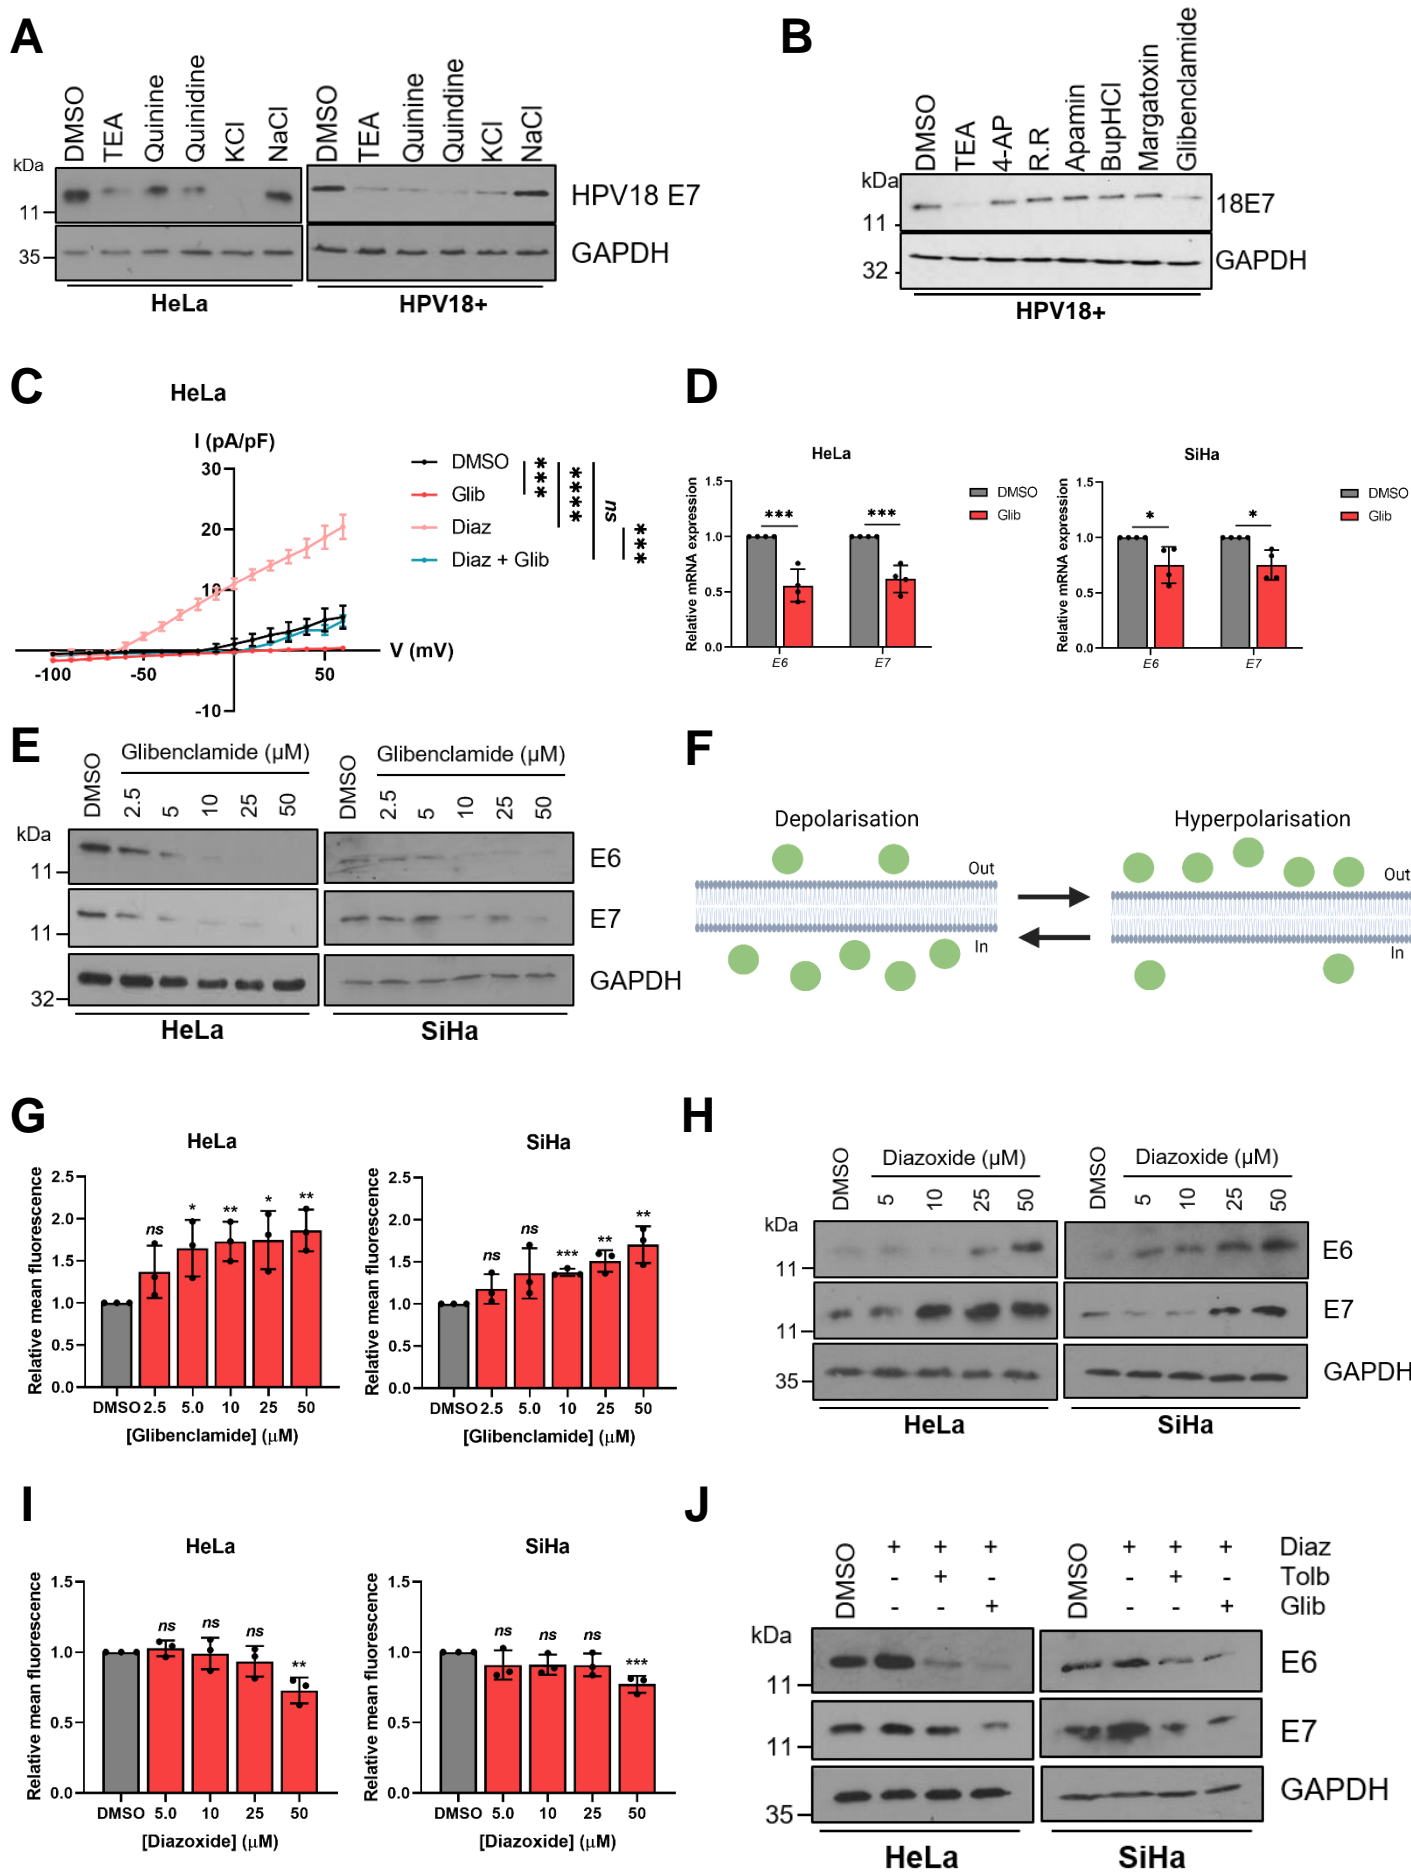 A
DMSO
TEA
Quinine
Quinidine
KCl
NaCl
DMSO
TEA
Quinine
Quindine
KCl
NaCl
kDa
11
35
HPV18 E7
GAPDH
HeLa
HPV18+
B
DMSO
TEA
4-AP
R.R
Apamin
BupHCl
Margatoxin
Glibenclamide
kDa
11
32
18E7
GAPDH
HPV18+
C
HeLa
I (pA/pF)
30
20
10
-10
-100
-50
50
V (mV)
DMSO
Glib
Diaz
Diaz + Glib
***
****
ns
***
D
HeLa
Relative mRNA expression
1.5
1.0
0.5
0.0
***
***
E6
E7
DMSO
Glib
SiHa
Relative mRNA expression
1.5
1.0
0.5
0.0
*
*
E6
E7
DMSO
Glib
E
DMSO
Glibenclamide (µM)
2.5
5
10
25
50
DMSO
Glibenclamide (µM)
2.5
5
10
25
50
kDa
11
11
32
E6
E7
GAPDH
HeLa
SiHa
F
Depolarisation
Hyperpolarisation
Out
In
Out
In
G
HeLa
Relative mean fluorescence
2.5
2.0
1.5
1.0
0.5
0.0
ns
*
**
*
**
DMSO 2.5 5.0 10 25 50
[Glibenclamide] (µM)
SiHa
Relative mean fluorescence
2.5
2.0
1.5
1.0
0.5
0.0
ns
ns
***
**
**
DMSO 2.5 5.0 10 25 50
[Glibenclamide] (µM)
H
DMSO
Diazoxide (µM)
5
10
25
50
DMSO
Diazoxide (µM)
5
10
25
50
kDa
11
11
35
E6
E7
GAPDH
HeLa
SiHa
I
HeLa
Relative mean fluorescence
1.5
1.0
0.5
0.0
ns
ns
ns
**
DMSO 5.0 10 25 50
[Diazoxide] (µM)
SiHa
Relative mean fluorescence
1.5
1.0
0.5
0.0
ns
ns
ns
***
DMSO 5.0 10 25 50
[Diazoxide] (µM)
J
DMSO
DMSO
+ + + + + + Diaz
- + - - + - Tolb
- - + - - + Glib
kDa
11
11
35
E6
E7
GAPDH
HeLa
SiHa